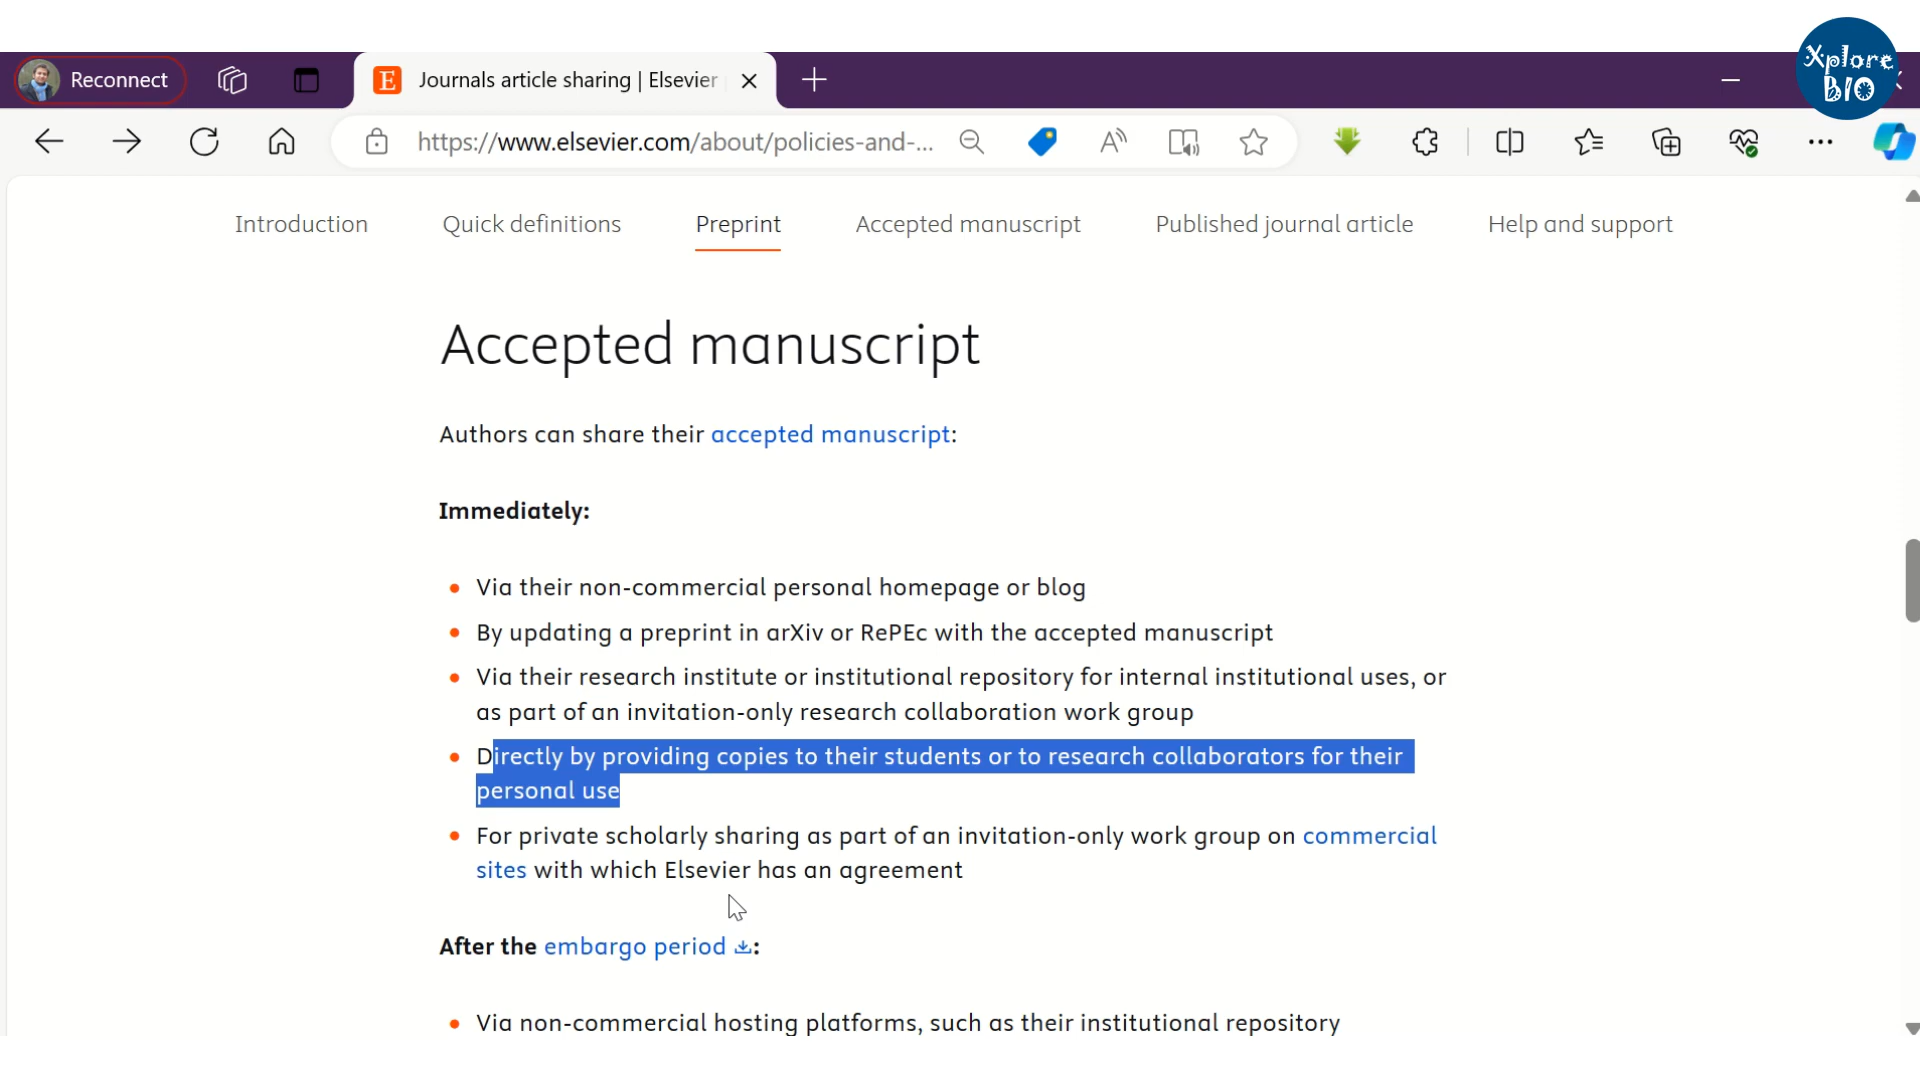 Xplore
BIO
Reconnect
Journals article sharing | Elsevier
https://www.elsevier.com/about/policies-and-...
Introduction
Quick definitions
Preprint
Accepted manuscript
Published journal article
Help and support
Accepted manuscript
Authors can share their accepted manuscript:
Immediately:
• Via their non-commercial personal homepage or blog
• By updating a preprint in arXiv or RePEc with the accepted manuscript
• Via their research institute or institutional repository for internal institutional uses, or
as part of an invitation-only research collaboration work group
• Directly by providing copies to their students or to research collaborators for their
personal use
• For private scholarly sharing as part of an invitation-only work group on commercial
sites with which Elsevier has an agreement
After the embargo period :
• Via non-commercial hosting platforms, such as their institutional repository